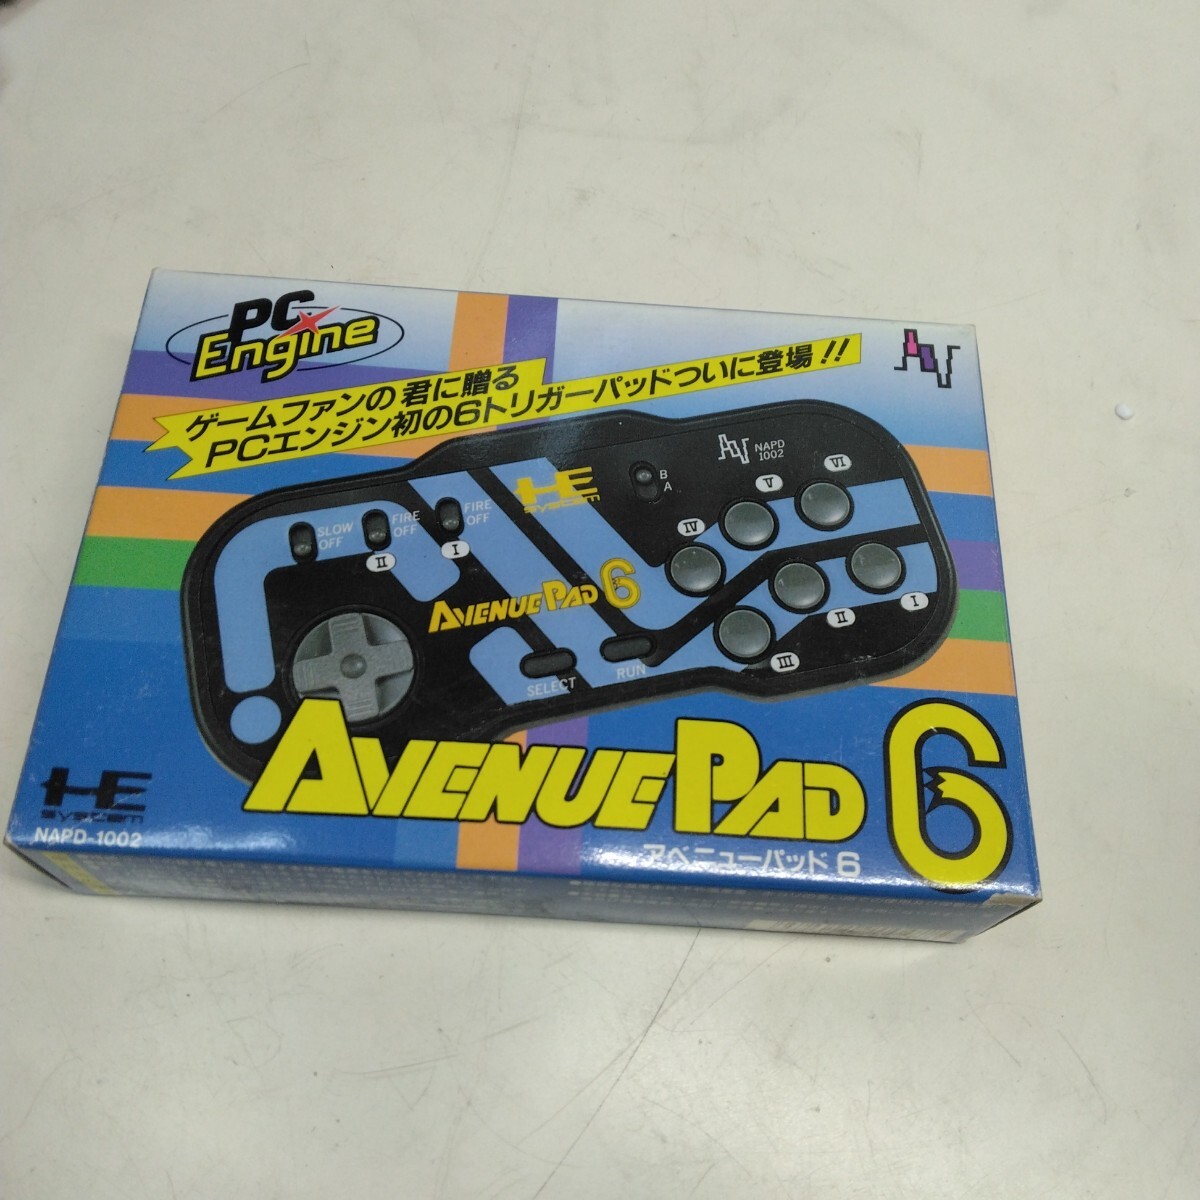 PC
Engine
ゲームファンの君に贈る
PCエンジン初の6トリガーパッドついに登場!!
AV
AV NAPD
1002
HE
SYSTEM
B
A
SLOW
OFF
FIRE
OFF
II
FIRE
OFF
I
IV
V
VI
AVENUE PAD 6
I
II
III
SELECT
RUN
AVENUE PAD 6
アベニューパッド6
HE
SYSTEM
NAPD-1002